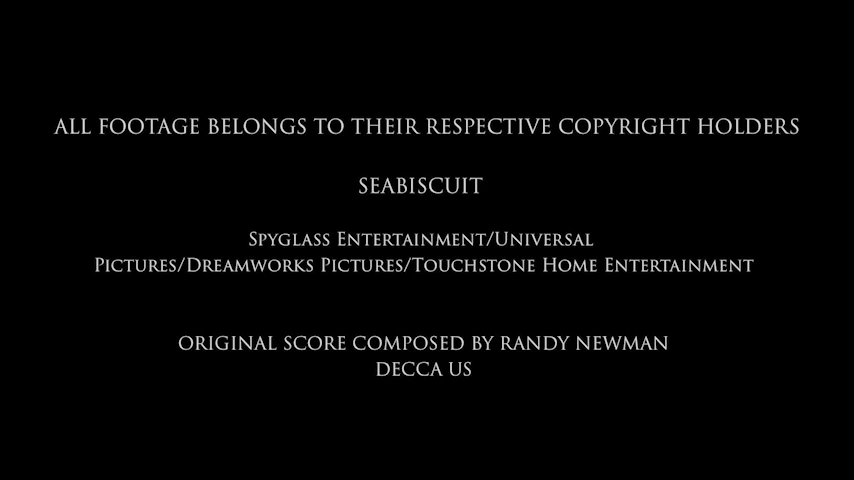 ALL FOOTAGE BELONGS TO THEIR RESPECTIVE COPYRIGHT HOLDERS
SEABISCUIT
Spyglass Entertainment/Universal
Pictures/Dreamworks Pictures/Touchstone Home Entertainment
ORIGINAL SCORE COMPOSED BY RANDY NEWMAN
DECCA US